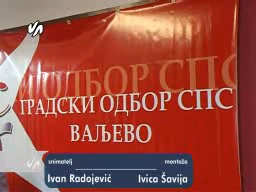 ОДБОР СПС
ГРАДСКИ ОДБОР СПС
ВАЉЕВО
snimatelj montaža
Ivan Radojević Ivica Šavija